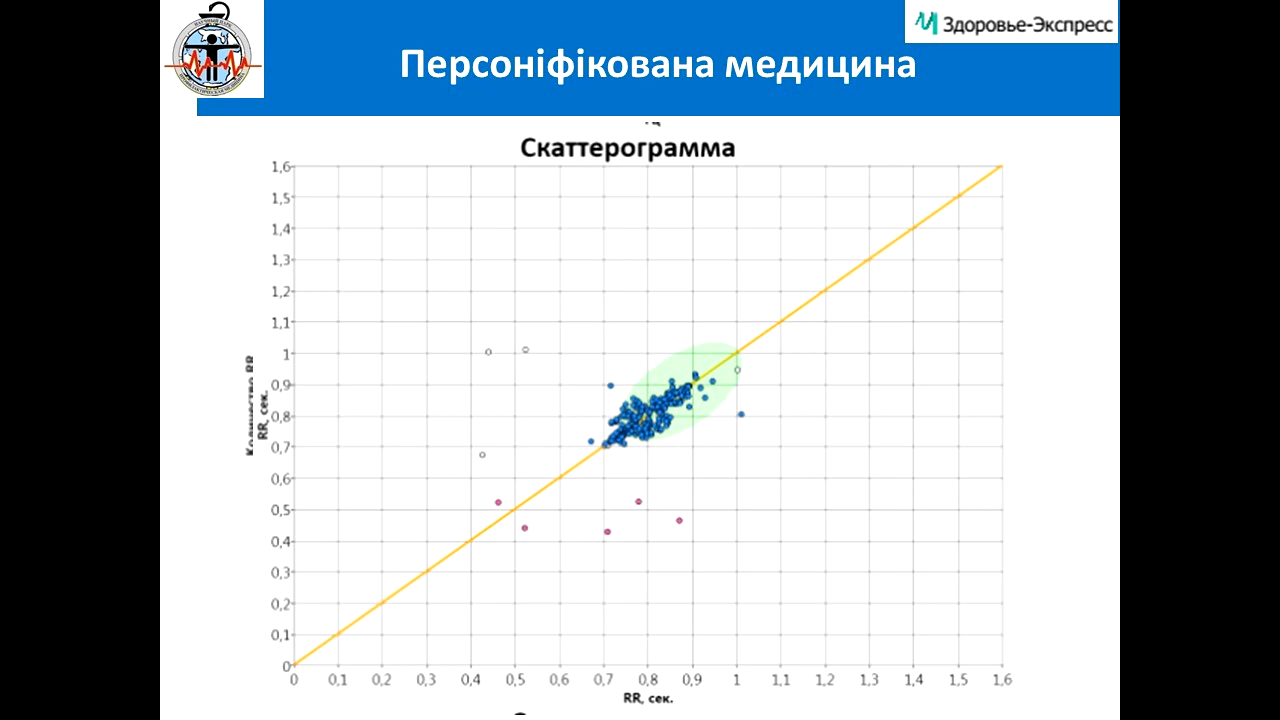 Здоровье-Экспресс
Персоніфікована медицина
Скаттерограмма
1,6
1,5
1,4
1,3
1,2
1,1
1
0,9
0,8
0,7
0,6
0,5
0,4
0,3
0,2
0,1
0
RR, сек.
0 0,1 0,2 0,3 0,4 0,5 0,6 0,7 0,8 0,9 1 1,1 1,2 1,3 1,4 1,5 1,6
RR, сек.